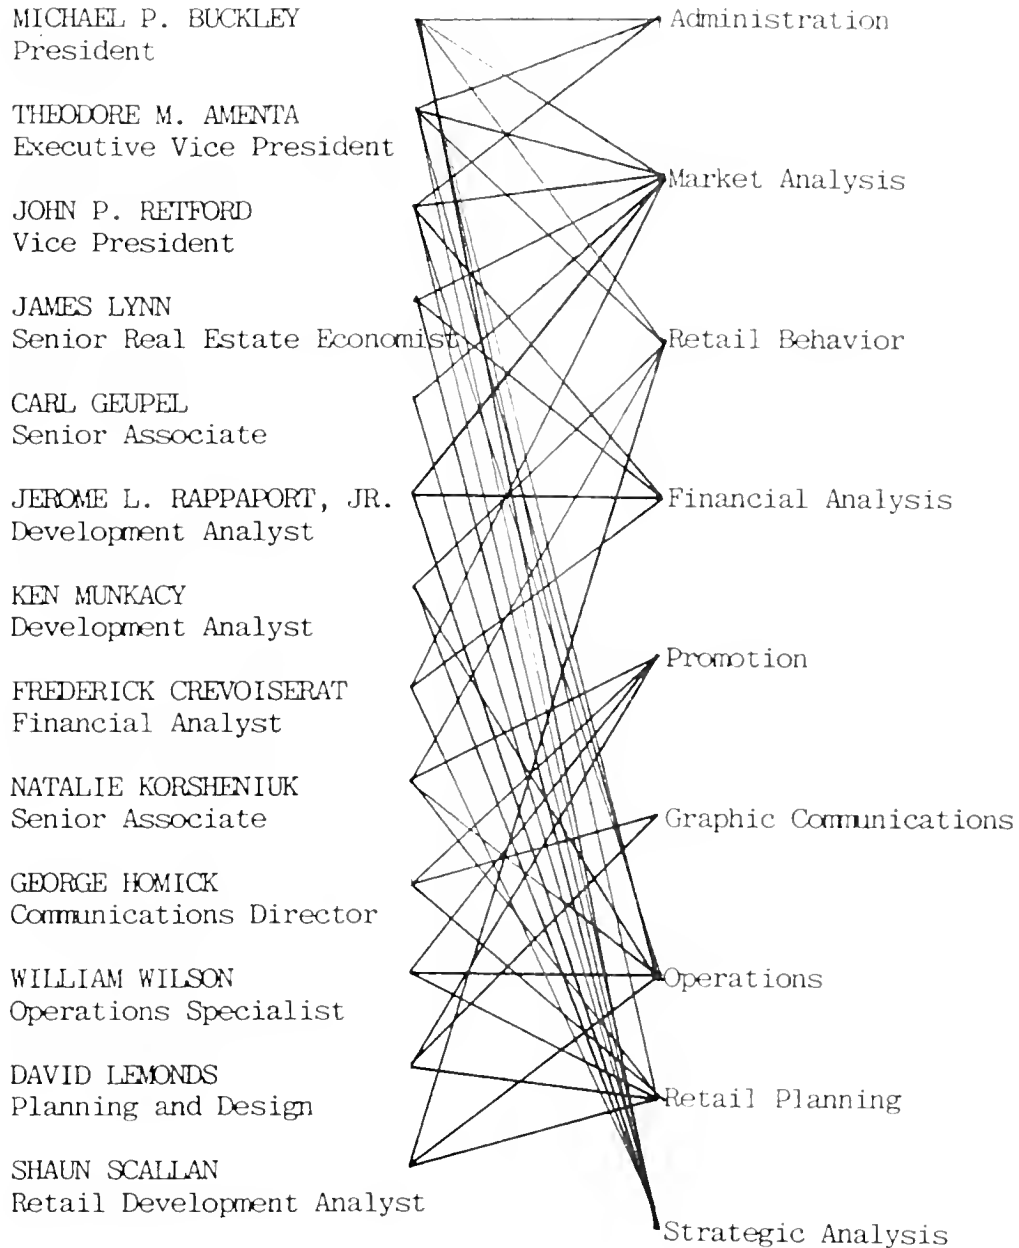 MICHAEL P. BUCKLEY
President
THEODORE M. AMENTA
Executive Vice President
JOHN P. RETFORD
Vice President
JAMES LYNN
Senior Real Estate Economist
CARL GEUPEL
Senior Associate
JEROME L. RAPPAPORT, JR.
Development Analyst
KEN MUNKACY
Development Analyst
FREDERICK CREVOISERAT
Financial Analyst
NATALIE KORSHENIUK
Senior Associate
GEORGE HOMICK
Communications Director
WILLIAM WILSON
Operations Specialist
DAVID LEMONDS
Planning and Design
SHAUN SCALLAN
Retail Development Analyst
Administration
Market Analysis
Retail Behavior
Financial Analysis
Promotion
Graphic Communications
Operations
Retail Planning
Strategic Analysis